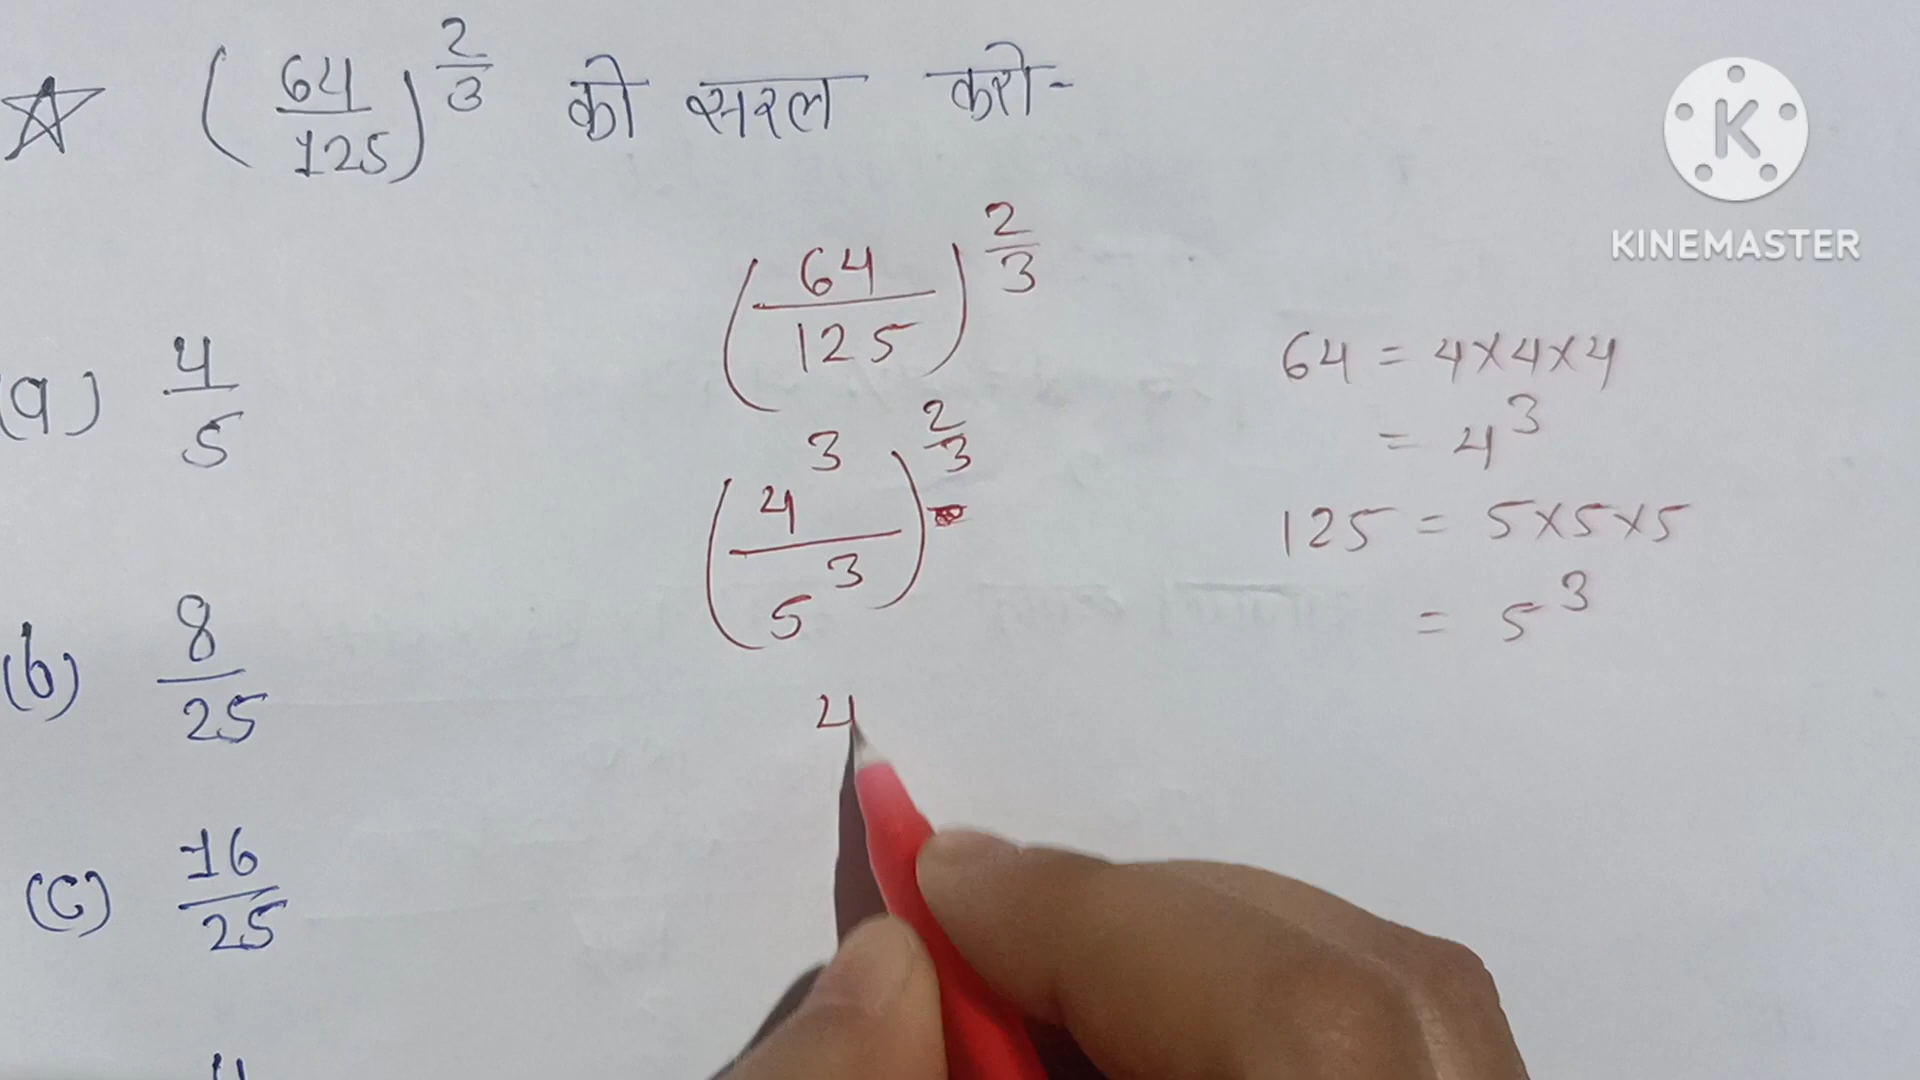 ☆ (64/125)^(2/3) को सरल करो-
(a) 4/5
(b) 8/25
(c) 16/25
(64/125)^(2/3)
(4^3/5^3)^(2/3)
4
64 = 4×4×4
= 4^3
125 = 5×5×5
= 5^3
KINEMASTER